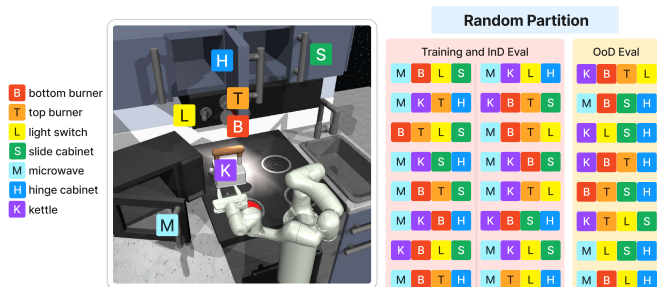 Random Partition
Training and InD Eval
OoD Eval
B bottom burner
T top burner
L light switch
S slide cabinet
M microwave
H hinge cabinet
K kettle
H
S
T
L
B
K
M
M B L S M K L H K B T L
M K T H K B T S M B S H
B T L S M B T L K L S H
M K S H M K B S K B T H
M B T S M K T L B T S H
M K B H K B S H K T L S
K B L S M K L S M L S H
M B T H M T L H M B L H